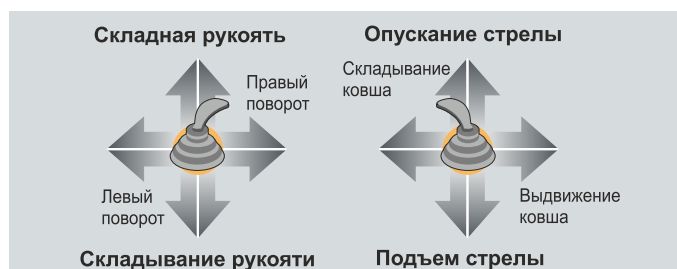 Складная рукоять
Правый
поворот
Левый
поворот
Складывание рукояти
Опускание стрелы
Складывание
ковша
Выдвижение
ковша
Подъем стрелы